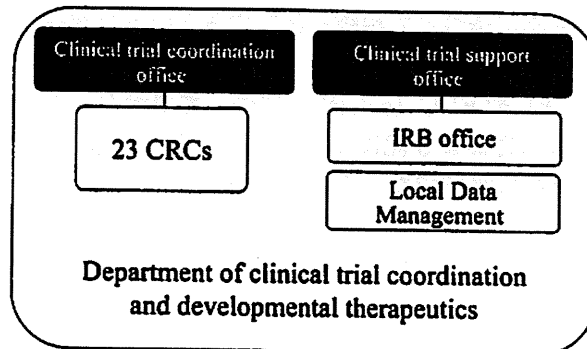 Clinical trial coordination
office
23 CRCs
Clinical trial support
office
IRB office
Local Data
Management
Department of clinical trial coordination
and developmental therapeutics